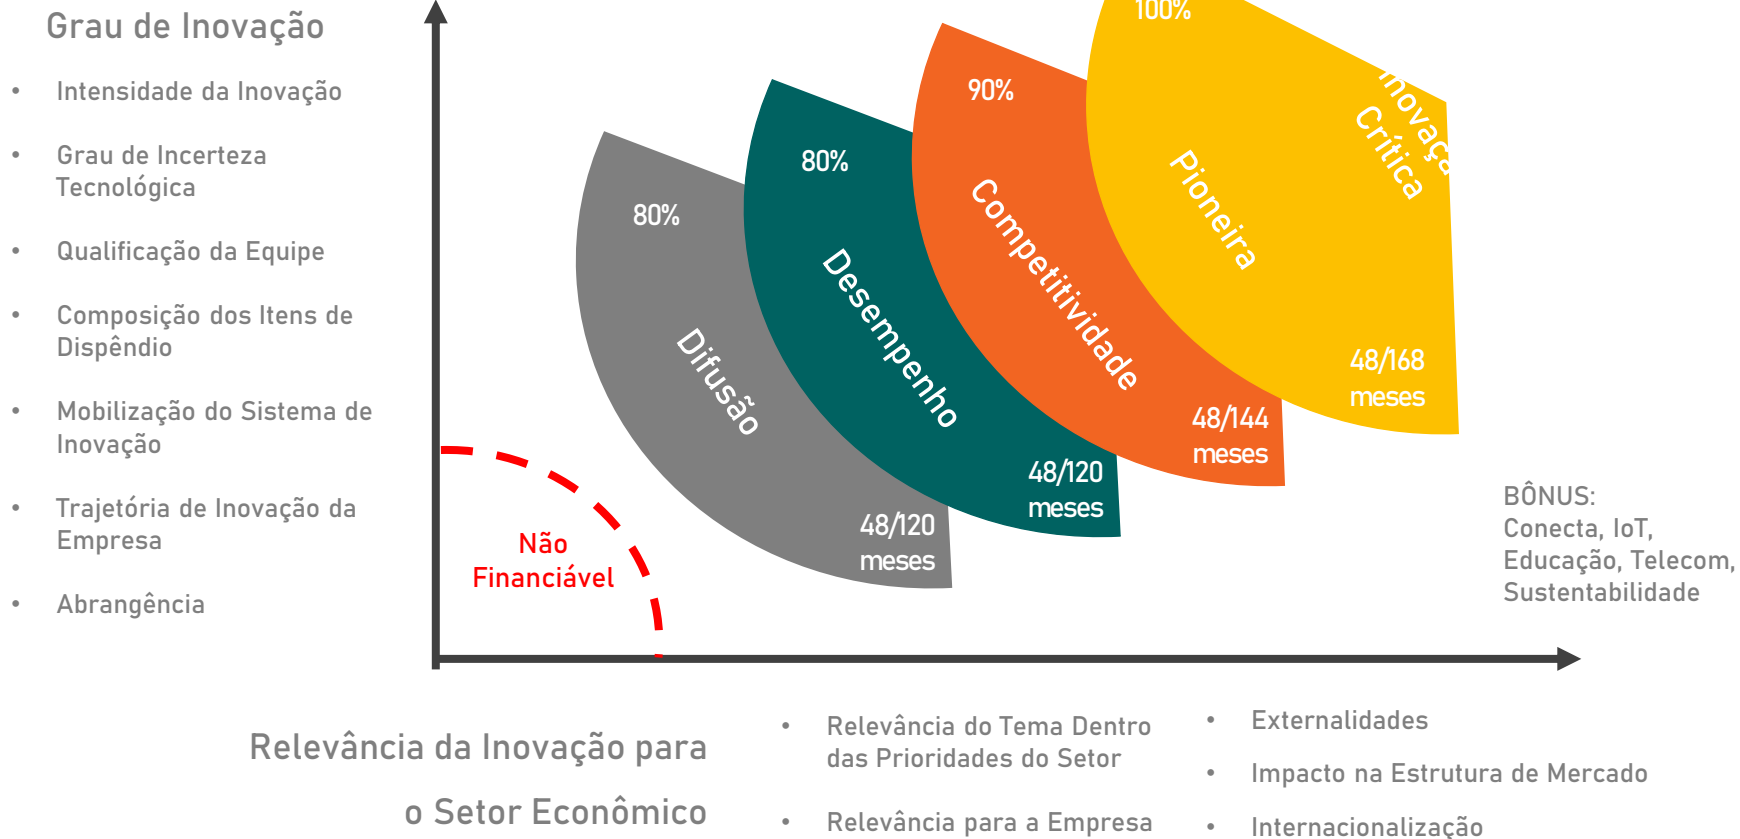 Grau de Inovação
• Intensidade da Inovação
• Grau de Incerteza
Tecnológica
• Qualificação da Equipe
• Composição dos Itens de
Dispêndio
• Mobilização do Sistema de
Inovação
• Trajetória de Inovação da
Empresa
• Abrangência
Não
Financiável
80%
Difusão
48/120
meses
80%
Desempenho
48/120
meses
90%
Competitividade
48/144
meses
100%
Pioneira
48/168
meses
Crítica
BÔNUS:
Conecta, IoT,
Educação, Telecom,
Sustentabilidade
Relevância da Inovação para
o Setor Econômico
• Relevância do Tema Dentro
das Prioridades do Setor
• Relevância para a Empresa
• Externalidades
• Impacto na Estrutura de Mercado
• Internacionalização